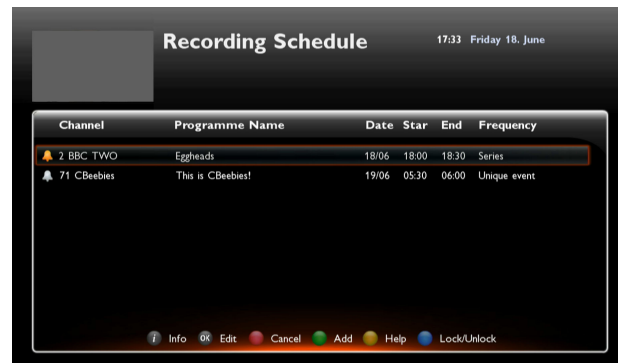 Recording Schedule 17:33 Friday 18. June
Channel Programme Name Date Star End Frequency
2 BBC TWO Eggheads 18/06 18:00 18:30 Series
71 CBeebies This is CBeebies! 19/06 05:30 06:00 Unique event
i Info OK Edit Cancel Add Help Lock/Unlock